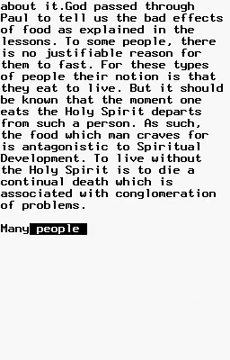 about it.God passed through
Paul to tell us the bad effects
of food as explained in the
lessons. To some people, there
is no justifiable reason for
them to fast. For these types
of people their notion is that
they eat to live. But it should
be known that the moment one
eats the Holy Spirit departs
from such a person. As such,
the food which man craves for
is antagonistic to Spiritual
Development. To live without
the Holy Spirit is to die a
continual death which is
associated with conglomeration
of problems.
Many people